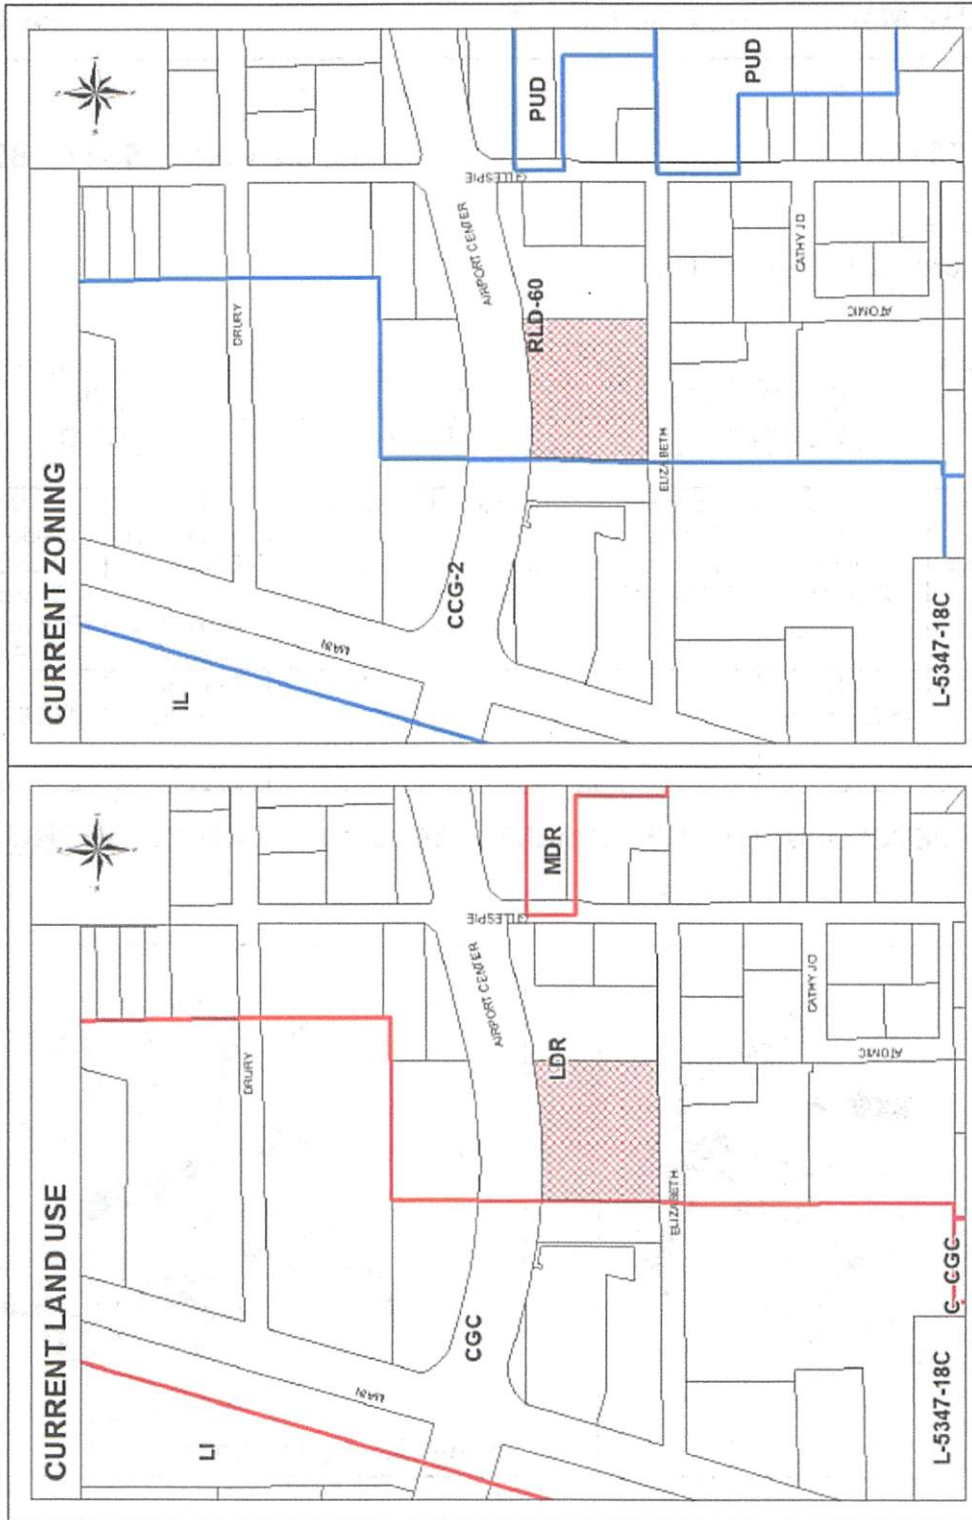 CURRENT LAND USE
LI
MAIN
DRURY
CGC
AIRPORT CENTER
GILLESPIE
MDR
LDR
ELIZABETH
CATHY JO
ATOMIC
C CGC
L-5347-18C
CURRENT ZONING
IL
MAIN
DRURY
CCG-2
AIRPORT CENTER
GILLESPIE
PUD
PUD
RLD-60
ELIZABETH
CATHY JO
ATOMIC
L-5347-18C